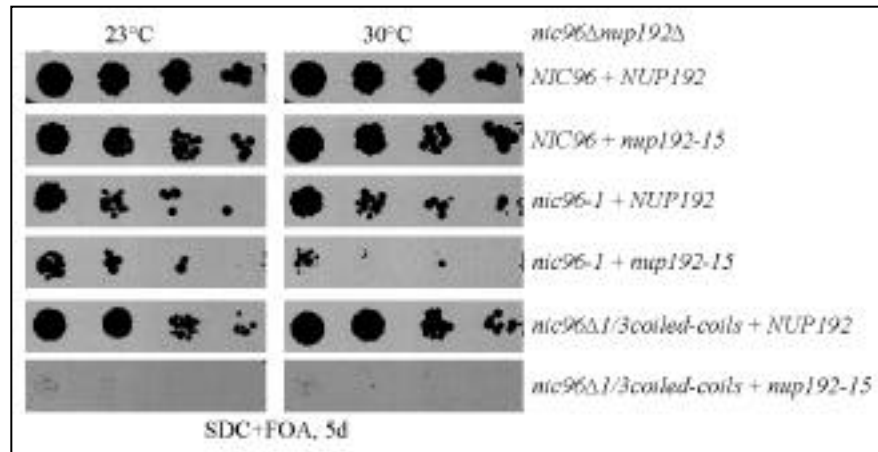 23°C 30°C nic96Δnup192Δ
NIC96 + NUP192
NIC96 + nup192-15
nic96-1 + NUP192
nic96-1 + nup192-15
nic96Δ1/3coiled-coils + NUP192
nic96Δ1/3coiled-coils + nup192-15
SDC+FOA, 5d